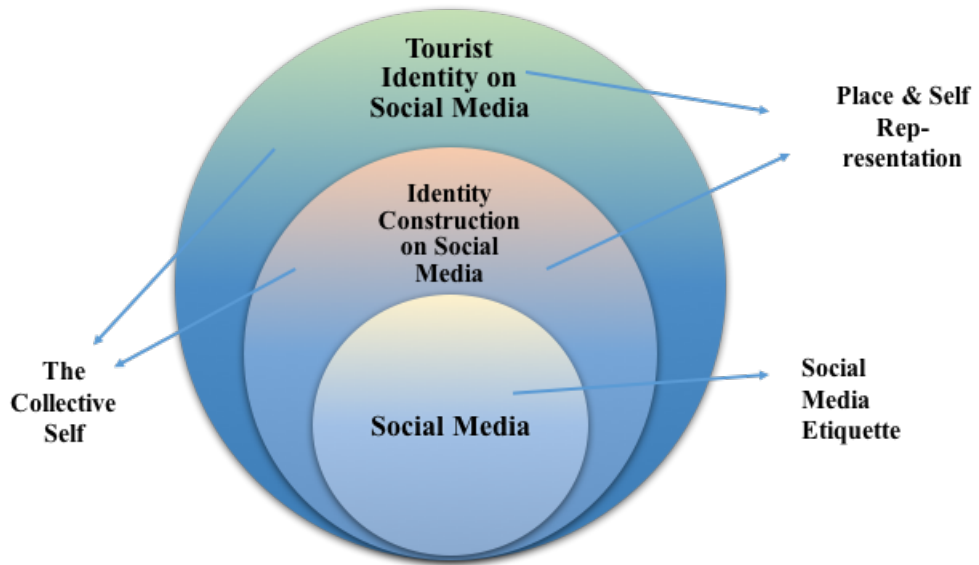 Tourist
Identity on
Social Media
Place & Self
Rep-
resentation
Identity
Construction
on Social
Media
The
Collective
Self
Social Media
Social
Media
Etiquette